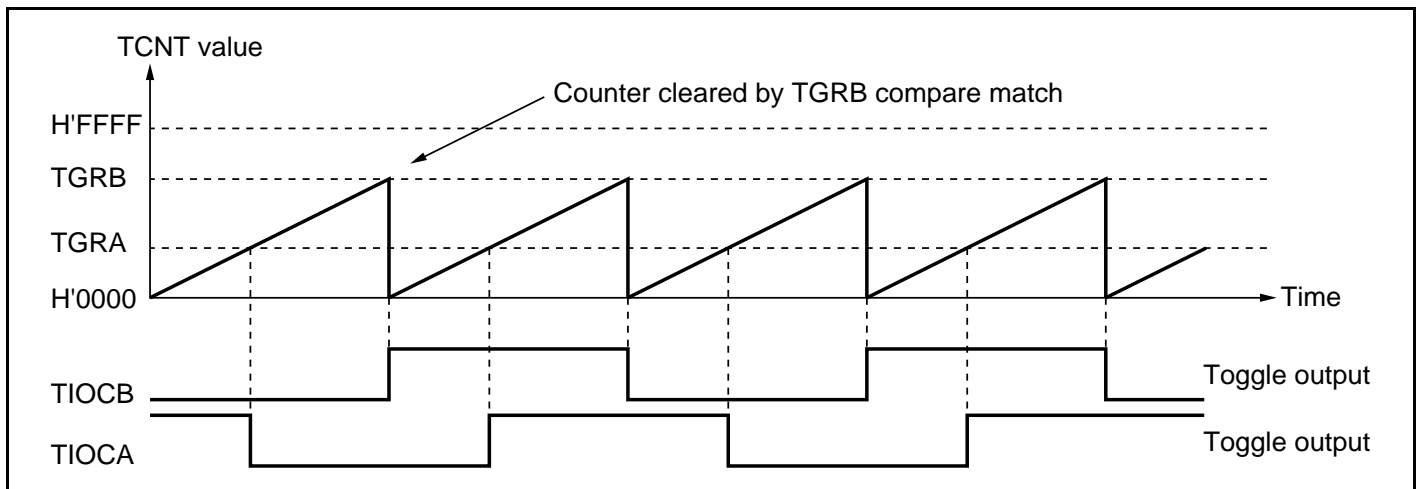 TCNT value
Counter cleared by TGRB compare match
H'FFFF
TGRB
TGRA
H'0000
Time
Toggle output
TIOCB
Toggle output
TIOCA